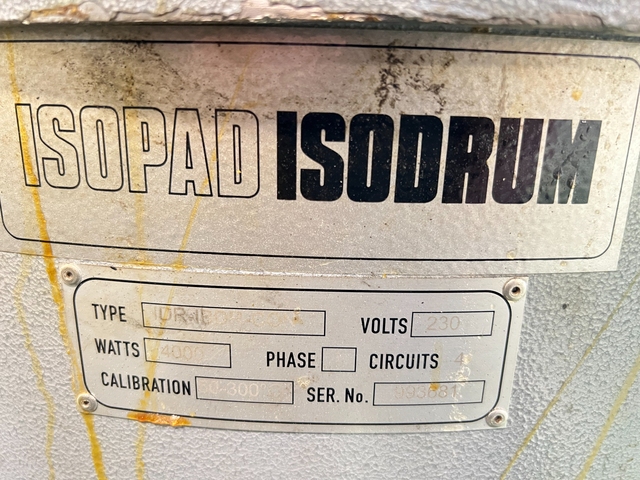 ISOPAD ISODRUM
TYPE
VOLTS 230
WATTS
PHASE
CIRCUITS 4
CALIBRATION
SER. No.